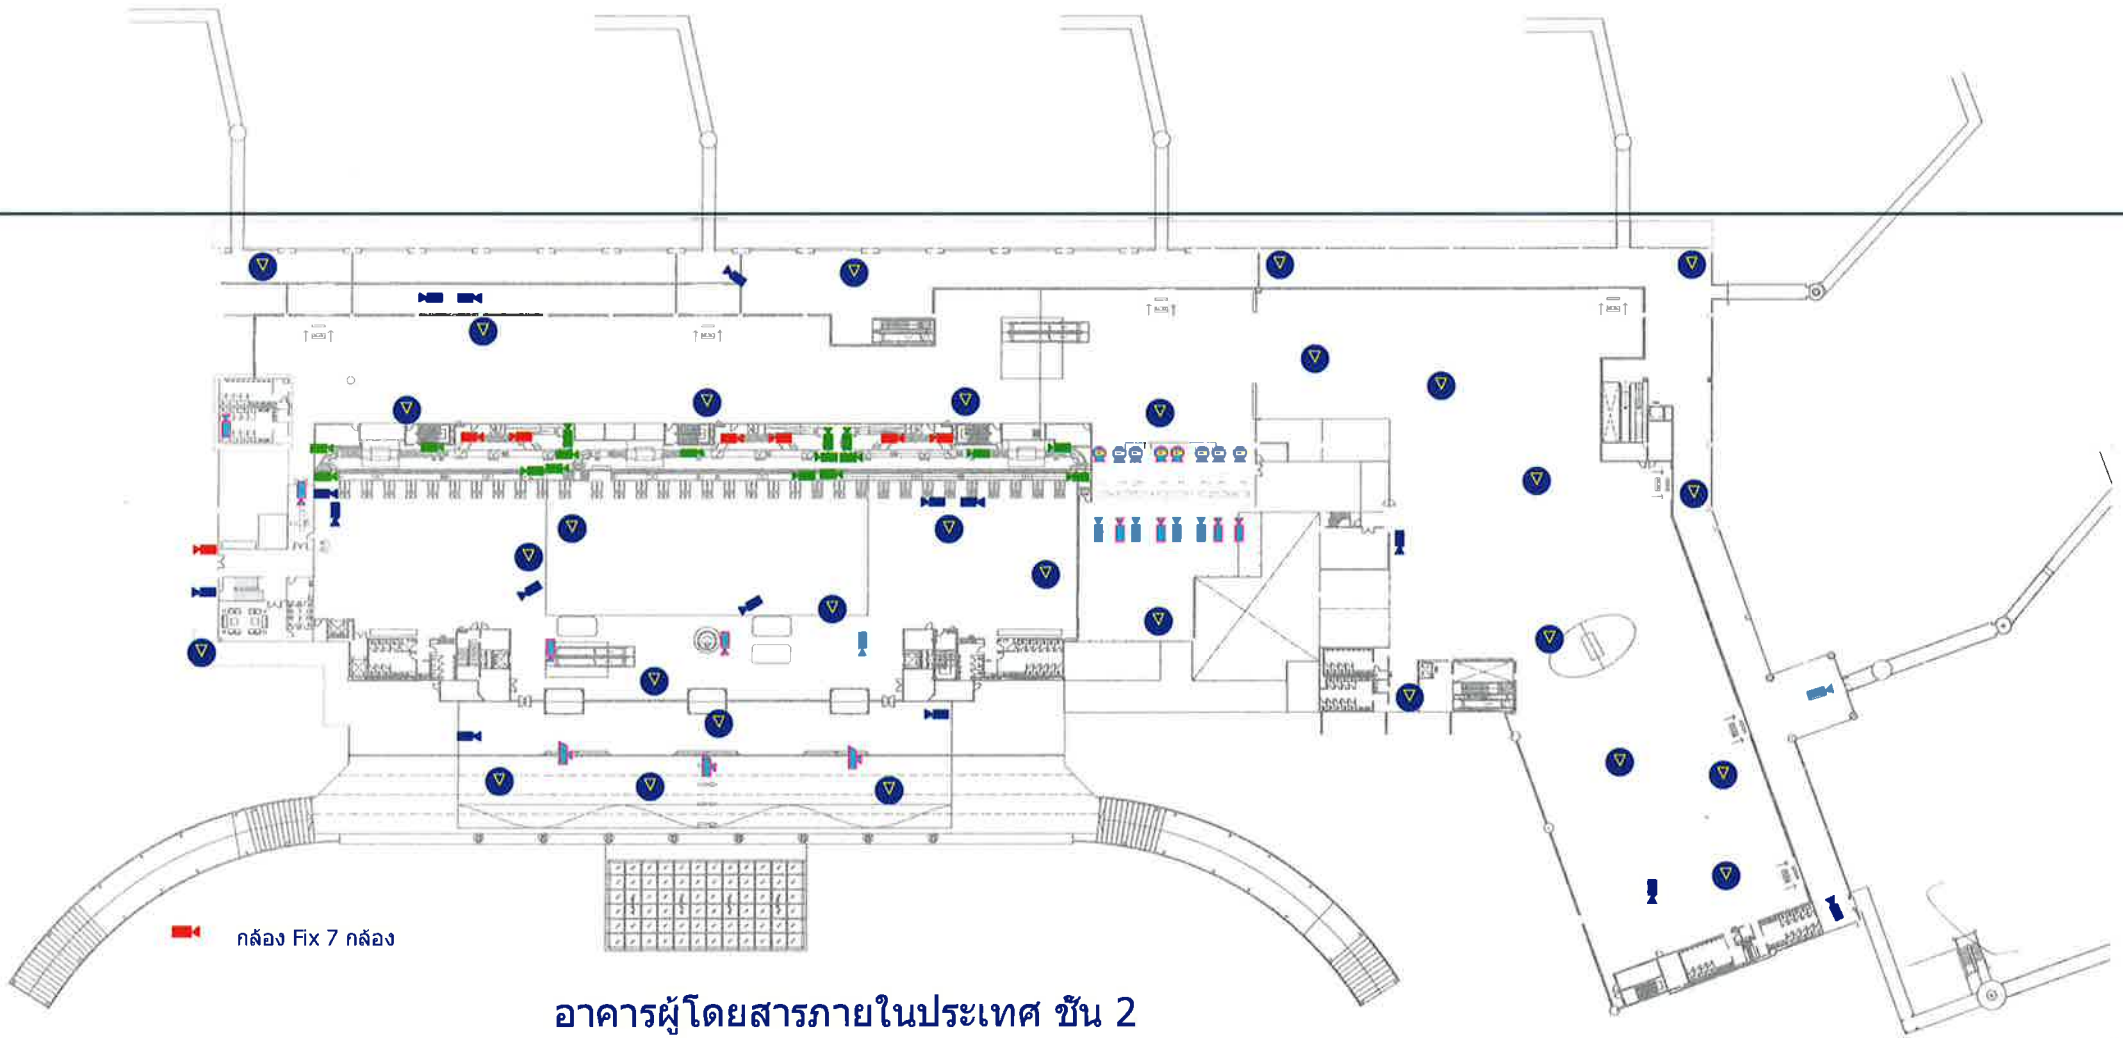 กล้อง Fix 7 กล้อง
อาคารผู้โดยสารภายในประเทศ ชั้น 2